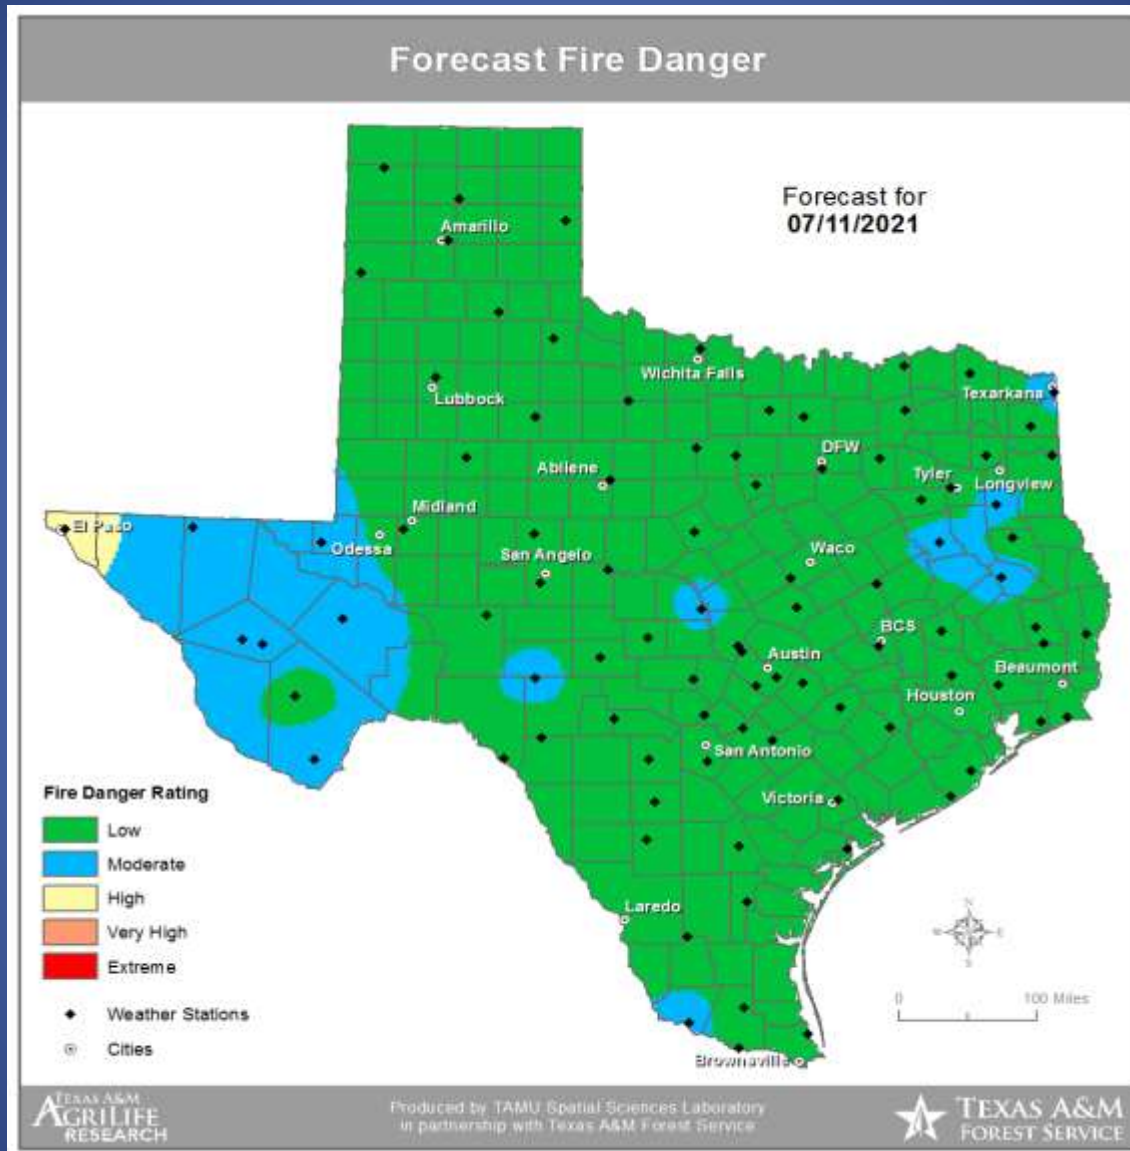 Forecast Fire Danger
Forecast for
07/11/2021
Amarillo
Wichita Falls
Lubbock
Texarkana
DFW
Abilene
Tyler
Longview
Midland
El Paso
Odessa
San Angelo
Waco
BCS
Austin
Beaumont
Houston
San Antonio
Victoria
Laredo
Brownsville
Fire Danger Rating
Low
Moderate
High
Very High
Extreme
Weather Stations
Cities
N
W E
S
0 100 Miles
TEXAS A&M
AGRILIFE
RESEARCH
Produced by TAMU Spatial Sciences Laboratory
in partnership with Texas A&M Forest Service
TEXAS A&M
FOREST SERVICE